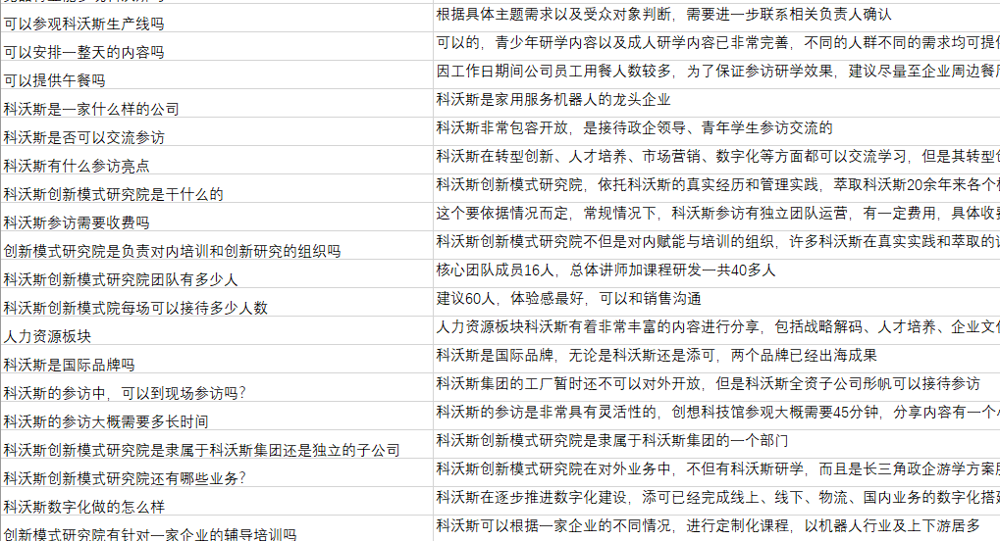 可以参观科沃斯生产线吗
根据具体主题需求以及受众对象判断，需要进一步联系相关负责人确认
可以安排一整天的内容吗
可以的，青少年研学内容以及成人研学内容已非常完善，不同的人群不同的需求均可提
可以提供午餐吗
因工作日期间公司员工用餐人数较多，为了保证参访研学效果，建议尽量至企业周边餐
科沃斯是一家什么样的公司
科沃斯是家用服务机器人的龙头企业
科沃斯是否可以交流参访
科沃斯非常包容开放，是接待政企领导、青年学生参访交流的
科沃斯有什么参访亮点
科沃斯在转型创新、人才培养、市场营销、数字化等方面都可以交流学习，但是其转型
科沃斯创新模式研究院是干什么的
科沃斯创新模式研究院，依托科沃斯的真实经历和管理实践，萃取科沃斯20余年来各个
科沃斯参访需要收费吗
这个要依据情况而定，常规情况下，科沃斯参访有独立团队运营，有一定费用，具体收
创新模式研究院是负责对内培训和创新研究的组织吗
科沃斯创新模式研究院不但是对内赋能与培训的组织，许多科沃斯在真实实践和萃取的
科沃斯创新模式研究院团队有多少人
核心团队成员16人，总体讲师加课程研发一共40多人
科沃斯创新模式研究院每场可以接待多少人数
建议60人，体验感最好，可以和销售沟通
人力资源板块
人力资源板块科沃斯有着非常丰富的内容进行分享，包括战略解码、人才培养、企业文
科沃斯是国际品牌吗
科沃斯是国际品牌，无论是科沃斯还是添可，两个品牌已经出海成果
科沃斯的参访中，可以到现场参访吗？
科沃斯集团的工厂暂时还不可以对外开放，但是科沃斯全资子公司彤帆可以接待参访
科沃斯的参访大概需要多长时间
科沃斯的参访是非常具有灵活性的，创想科技馆参观大概需要45分钟，分享内容有一个
科沃斯创新模式研究院是隶属于科沃斯集团还是独立的子公司
科沃斯创新模式研究院是隶属于科沃斯集团的一个部门
科沃斯创新模式研究院还有哪些业务？
科沃斯创新模式研究院在对外业务中，不但有科沃斯研学，而且是长三角政企游学方案
科沃斯数字化做的怎么样
科沃斯在逐步推进数字化建设，添可已经完成线上、线下、物流、国内业务的数字化搭
创新模式研究院有针对一家企业的辅导培训吗
科沃斯可以根据一家企业的不同情况，进行定制化课程，以机器人行业及上下游居多